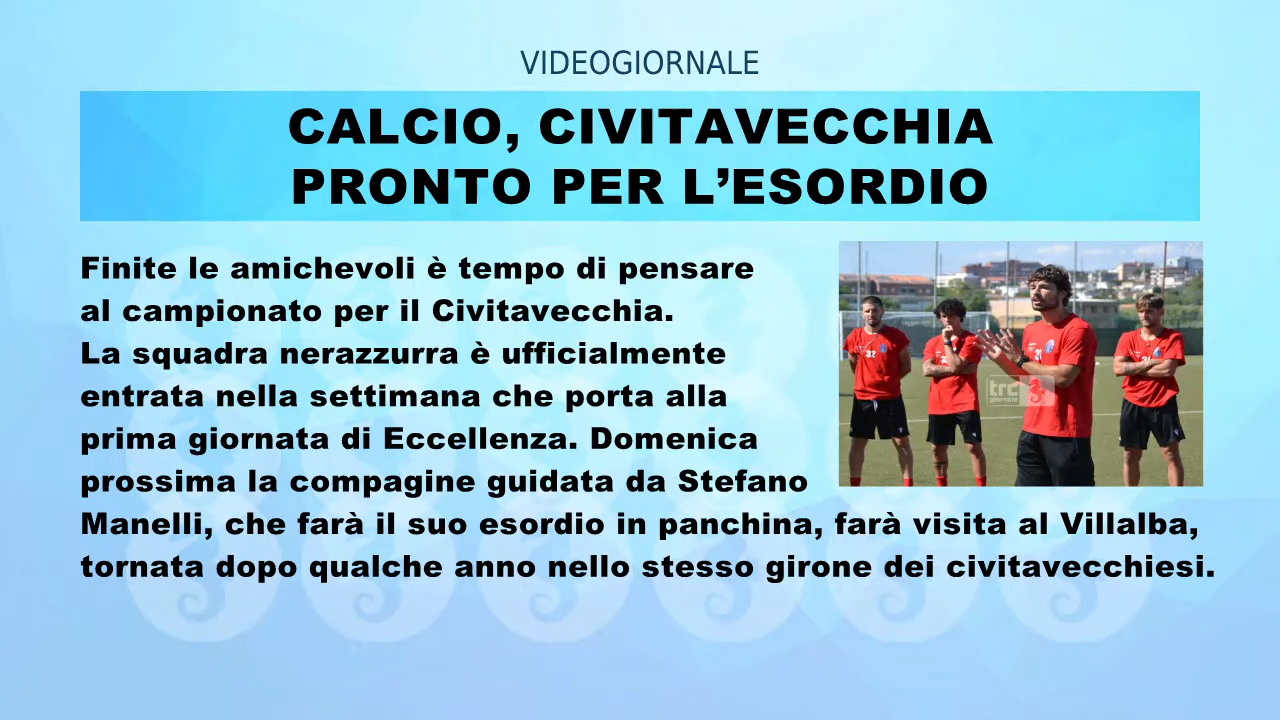 VIDEOGIORNALE
CALCIO, CIVITAVECCHIA
PRONTO PER L’ESORDIO
Finite le amichevoli è tempo di pensare
al campionato per il Civitavecchia.
La squadra nerazzurra è ufficialmente
entrata nella settimana che porta alla
prima giornata di Eccellenza. Domenica
prossima la compagine guidata da Stefano
Manelli, che farà il suo esordio in panchina, farà visita al Villalba,
tornata dopo qualche anno nello stesso girone dei civitavecchiesi.
32
trc
giornale